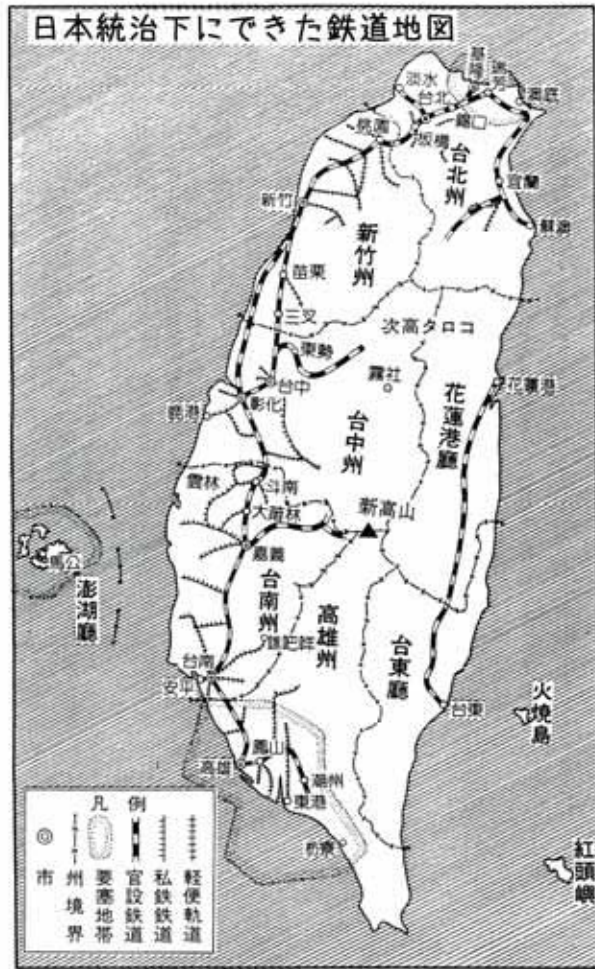 日本統治下にできた鉄道地図
淡水
基隆
瑞芳
澳底
台北
桃園
板橋
台北州
宜蘭
蘇澳
新竹
新竹州
苗栗
三叉
次高タロコ
東勢
霧社
花蓮港
台中
彰化
鹿港
花蓮港廳
台中州
雲林
斗南
大莆林
新高山
嘉義
馬公
澎湖廳
台南州
高雄州
台東廳
台南
安平
台東
火燒島
鳳山
高雄
潮州
東港
枋寮
紅頭嶼
凡例
市
州境界
要塞地帯
官設鉄道
私鉄鉄道
軽便軌道